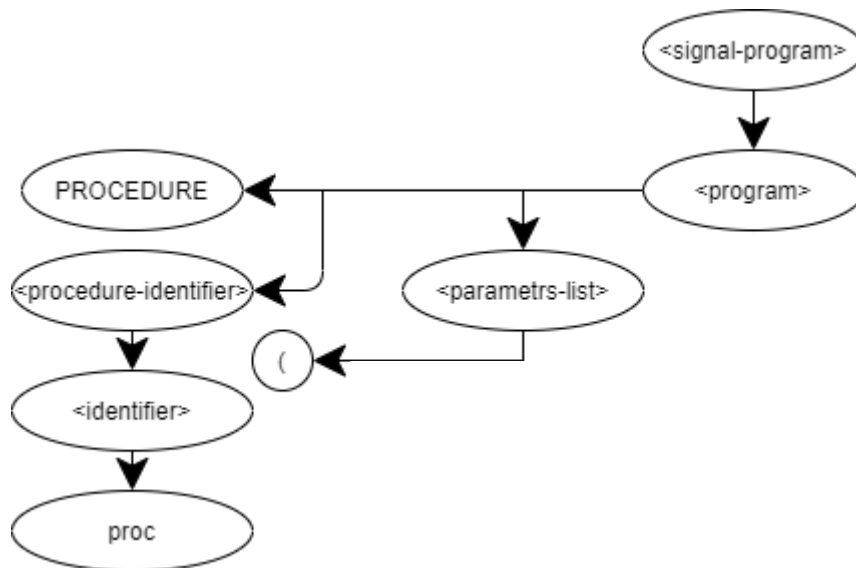 <signal-program>
PROCEDURE
<program>
<procedure-identifier>
<parametrs-list>
(
<identifier>
proc